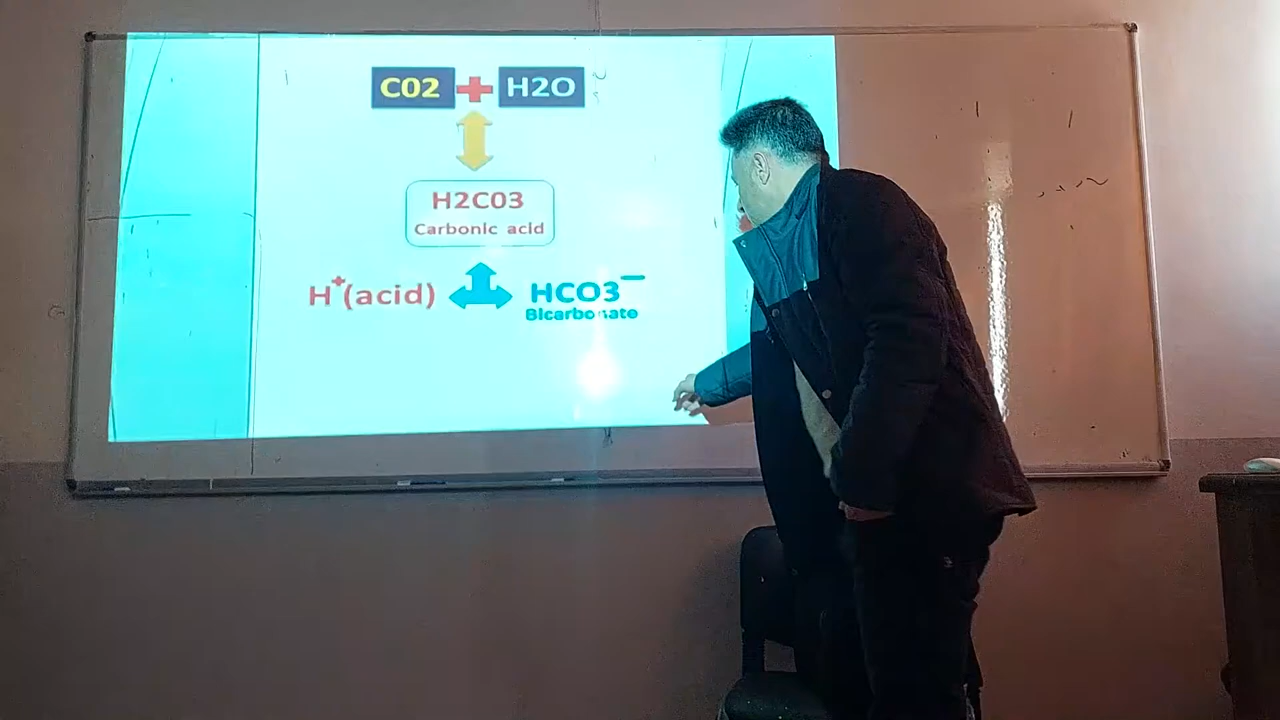 C02 + H2O
H2C03
Carbonic acid
H+(acid) HCO3−
Bicarbonate